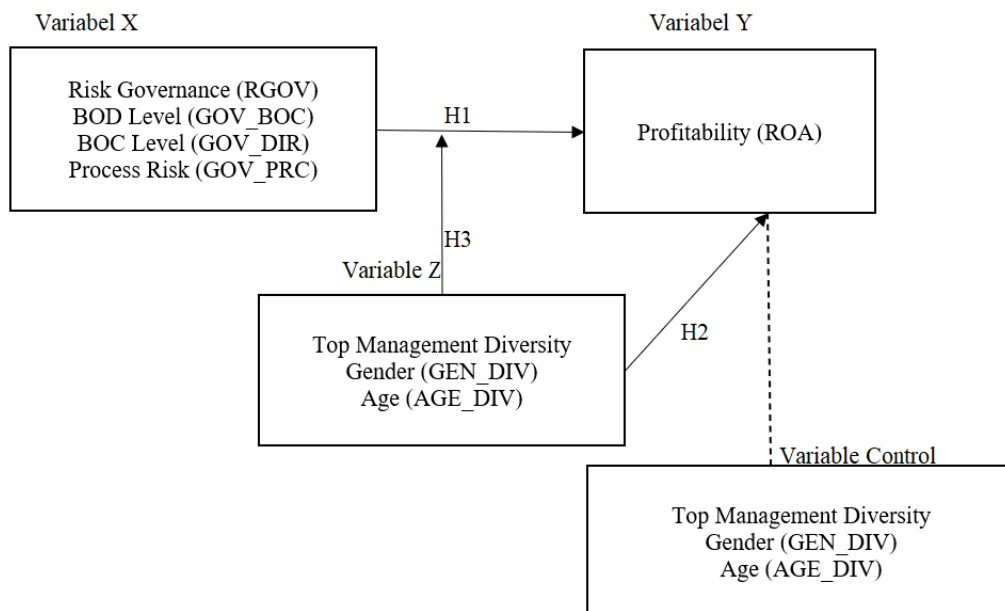 Variabel X
Variabel Y
Risk Governance (RGOV)
BOD Level (GOV_BOC)
BOC Level (GOV_DIR)
Process Risk (GOV_PRC)
H1
Profitability (ROA)
H3
Variable Z
H2
Top Management Diversity
Gender (GEN_DIV)
Age (AGE_DIV)
Variable Control
Top Management Diversity
Gender (GEN_DIV)
Age (AGE_DIV)